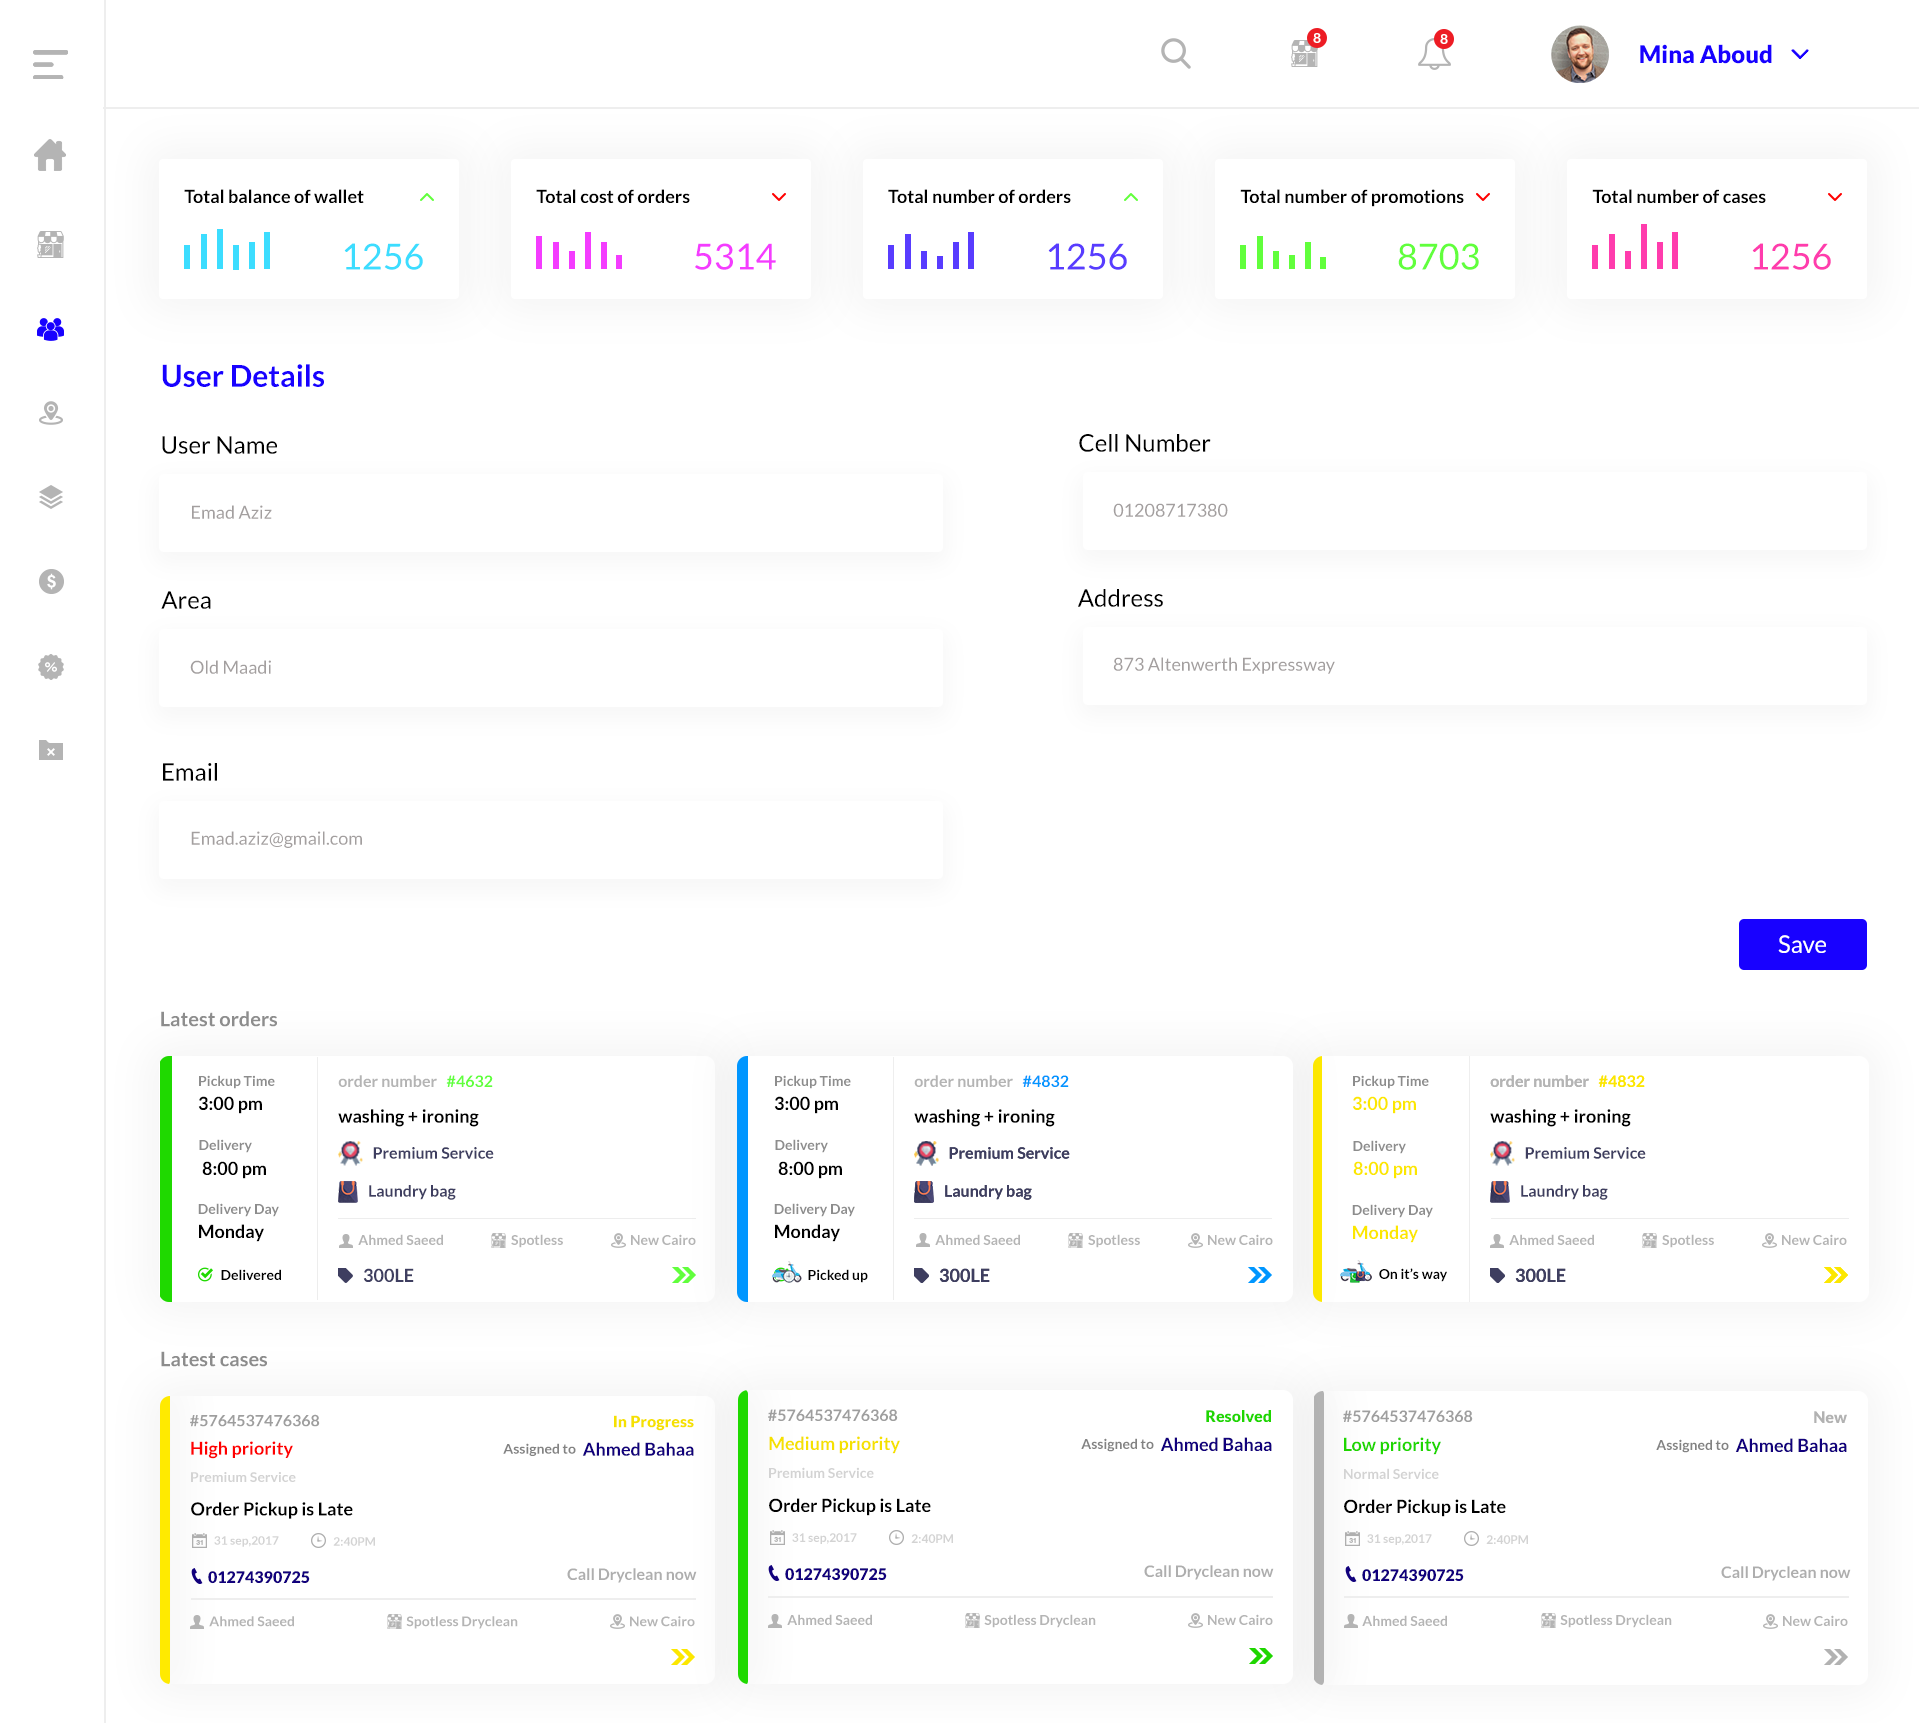 8
8
Mina Aboud
Total balance of wallet
1256
Total cost of orders
5314
Total number of orders
1256
Total number of promotions
8703
Total number of cases
1256
User Details
User Name
Emad Aziz
Cell Number
01208717380
Area
Old Maadi
Address
873 Altenwerth Expressway
Email
Emad.aziz@gmail.com
Save
Latest orders
Pickup Time
3:00 pm
Delivery
8:00 pm
Delivery Day
Monday
Delivered
order number #4632
washing + ironing
Premium Service
Laundry bag
Ahmed Saeed Spotless New Cairo
300LE
Pickup Time
3:00 pm
Delivery
8:00 pm
Delivery Day
Monday
Picked up
order number #4832
washing + ironing
Premium Service
Laundry bag
Ahmed Saeed Spotless New Cairo
300LE
Pickup Time
3:00 pm
Delivery
8:00 pm
Delivery Day
Monday
On it's way
order number #4832
washing + ironing
Premium Service
Laundry bag
Ahmed Saeed Spotless New Cairo
300LE
Latest cases
#5764537476368 In Progress
High priority Assigned to Ahmed Bahaa
Premium Service
Order Pickup is Late
31 31 sep,2017 2:40PM
01274390725 Call Dryclean now
Ahmed Saeed Spotless Dryclean New Cairo
#5764537476368 Resolved
Medium priority Assigned to Ahmed Bahaa
Premium Service
Order Pickup is Late
31 31 sep,2017 2:40PM
01274390725 Call Dryclean now
Ahmed Saeed Spotless Dryclean New Cairo
#5764537476368 New
Low priority Assigned to Ahmed Bahaa
Normal Service
Order Pickup is Late
31 31 sep,2017 2:40PM
01274390725 Call Dryclean now
Ahmed Saeed Spotless Dryclean New Cairo